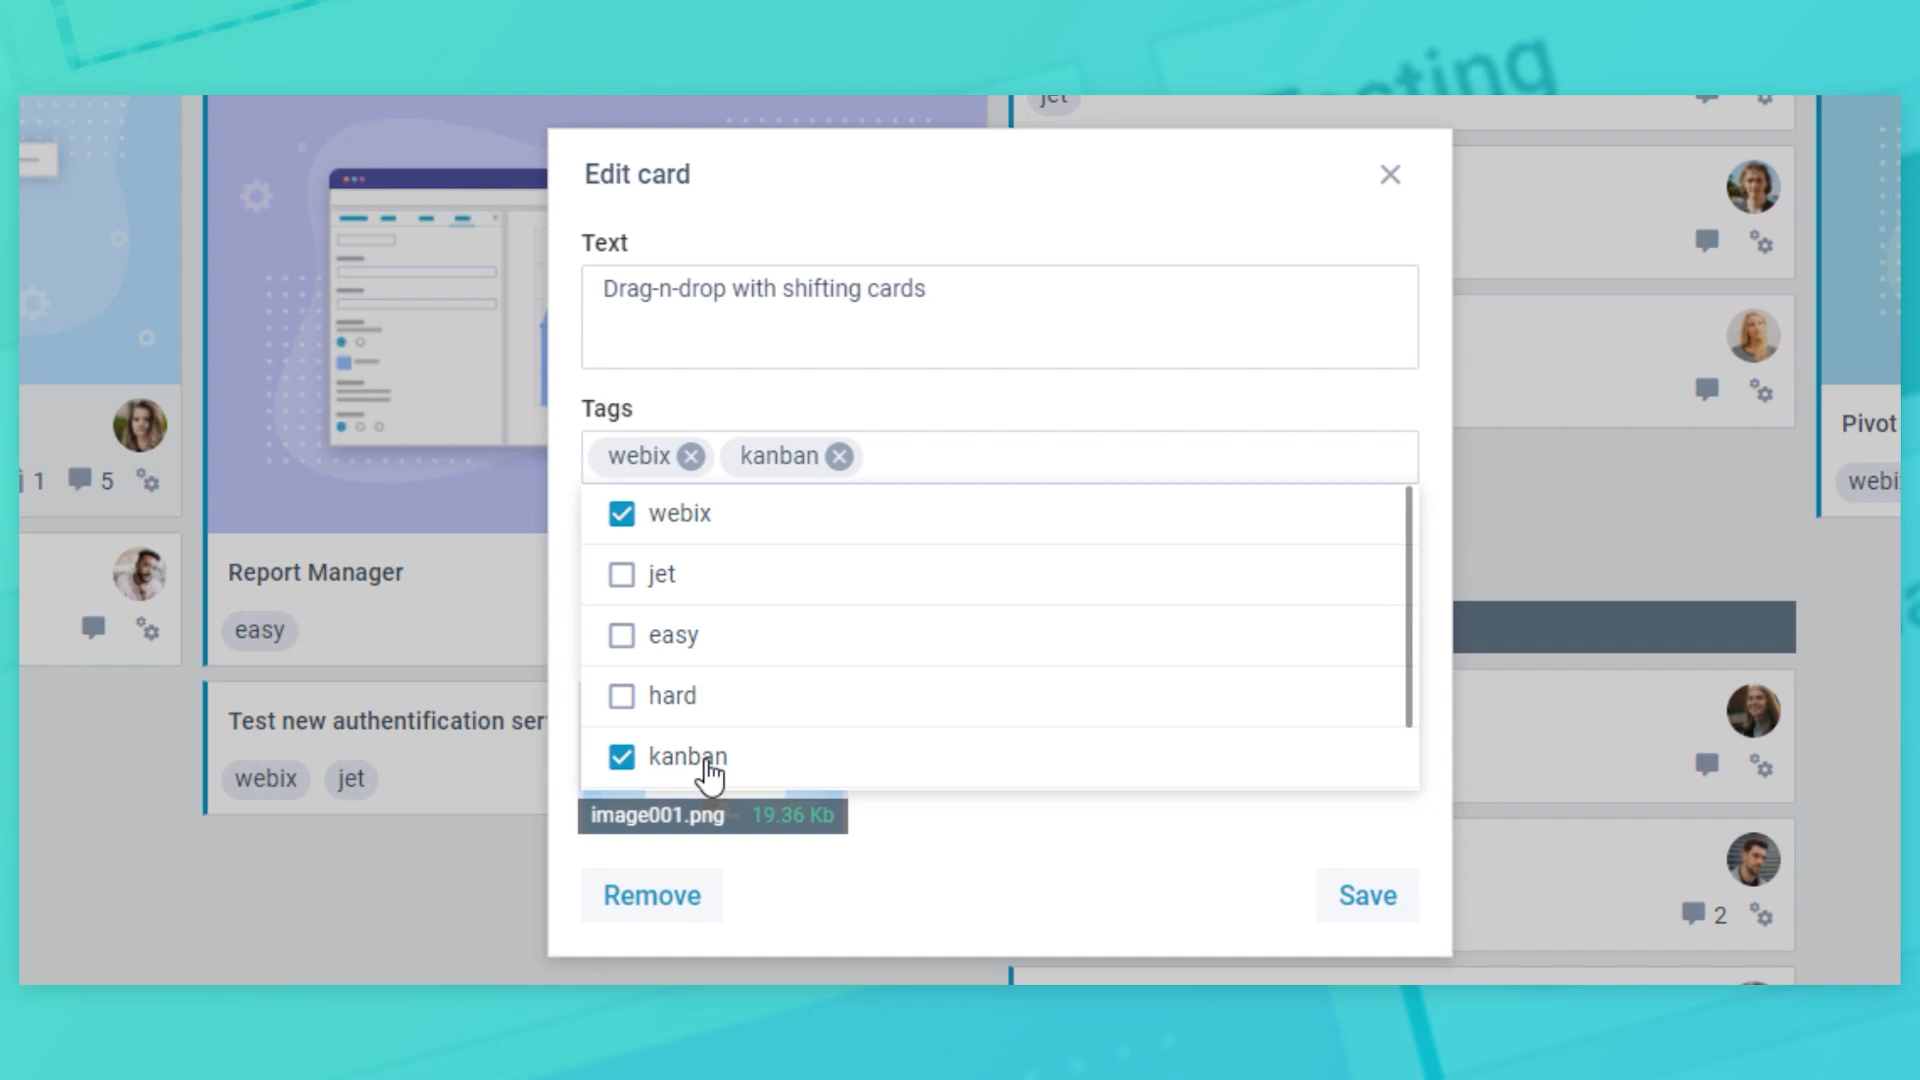 jet
Edit card
Text
Drag-n-drop with shifting cards
Tags
webix kanban
webix
jet
easy
hard
kanban
image001.png 19.36 Kb
Remove
Save
1 5
Report Manager
easy
Test new authentification ser
webix jet
2
Pivot
webi